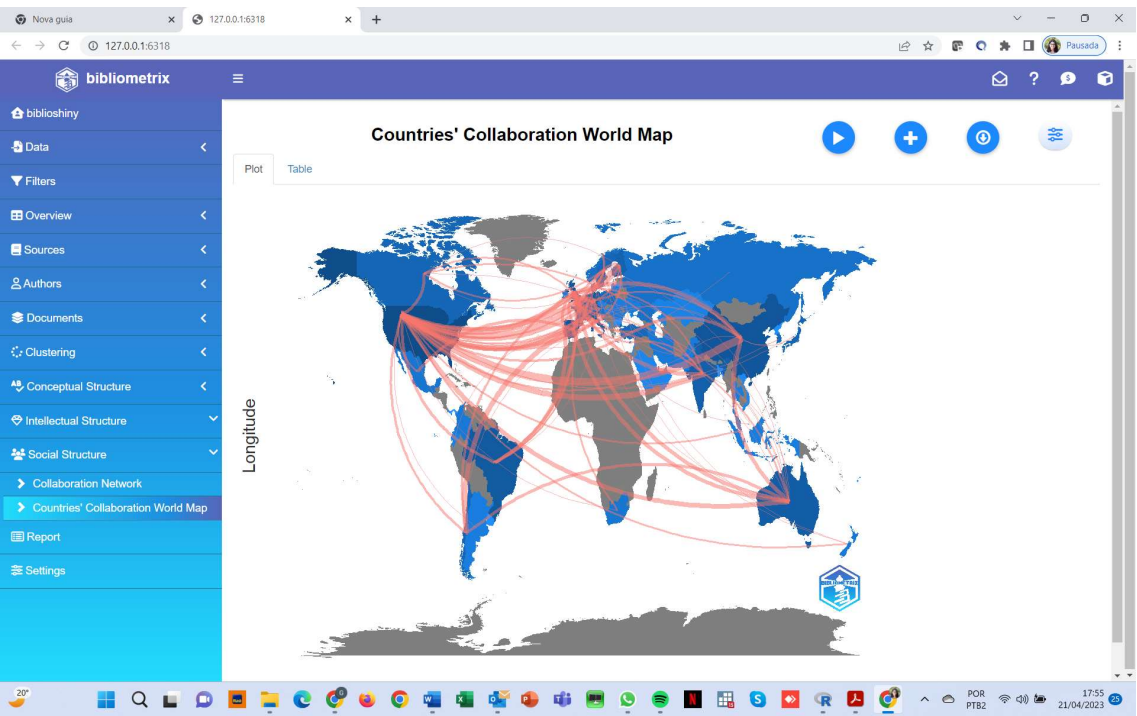 Nova guia
127.0.0.1:6318
127.0.0.1:6318
Pausada
bibliometrix
biblioshiny
Data
Filters
Overview
Sources
Authors
Documents
Clustering
Conceptual Structure
Intellectual Structure
Social Structure
Collaboration Network
Countries' Collaboration World Map
Report
Settings
Countries' Collaboration World Map
Plot
Table
Longitude
BIBLIOMETRIX
20°
POR
PTB2
17:55
21/04/2023
25